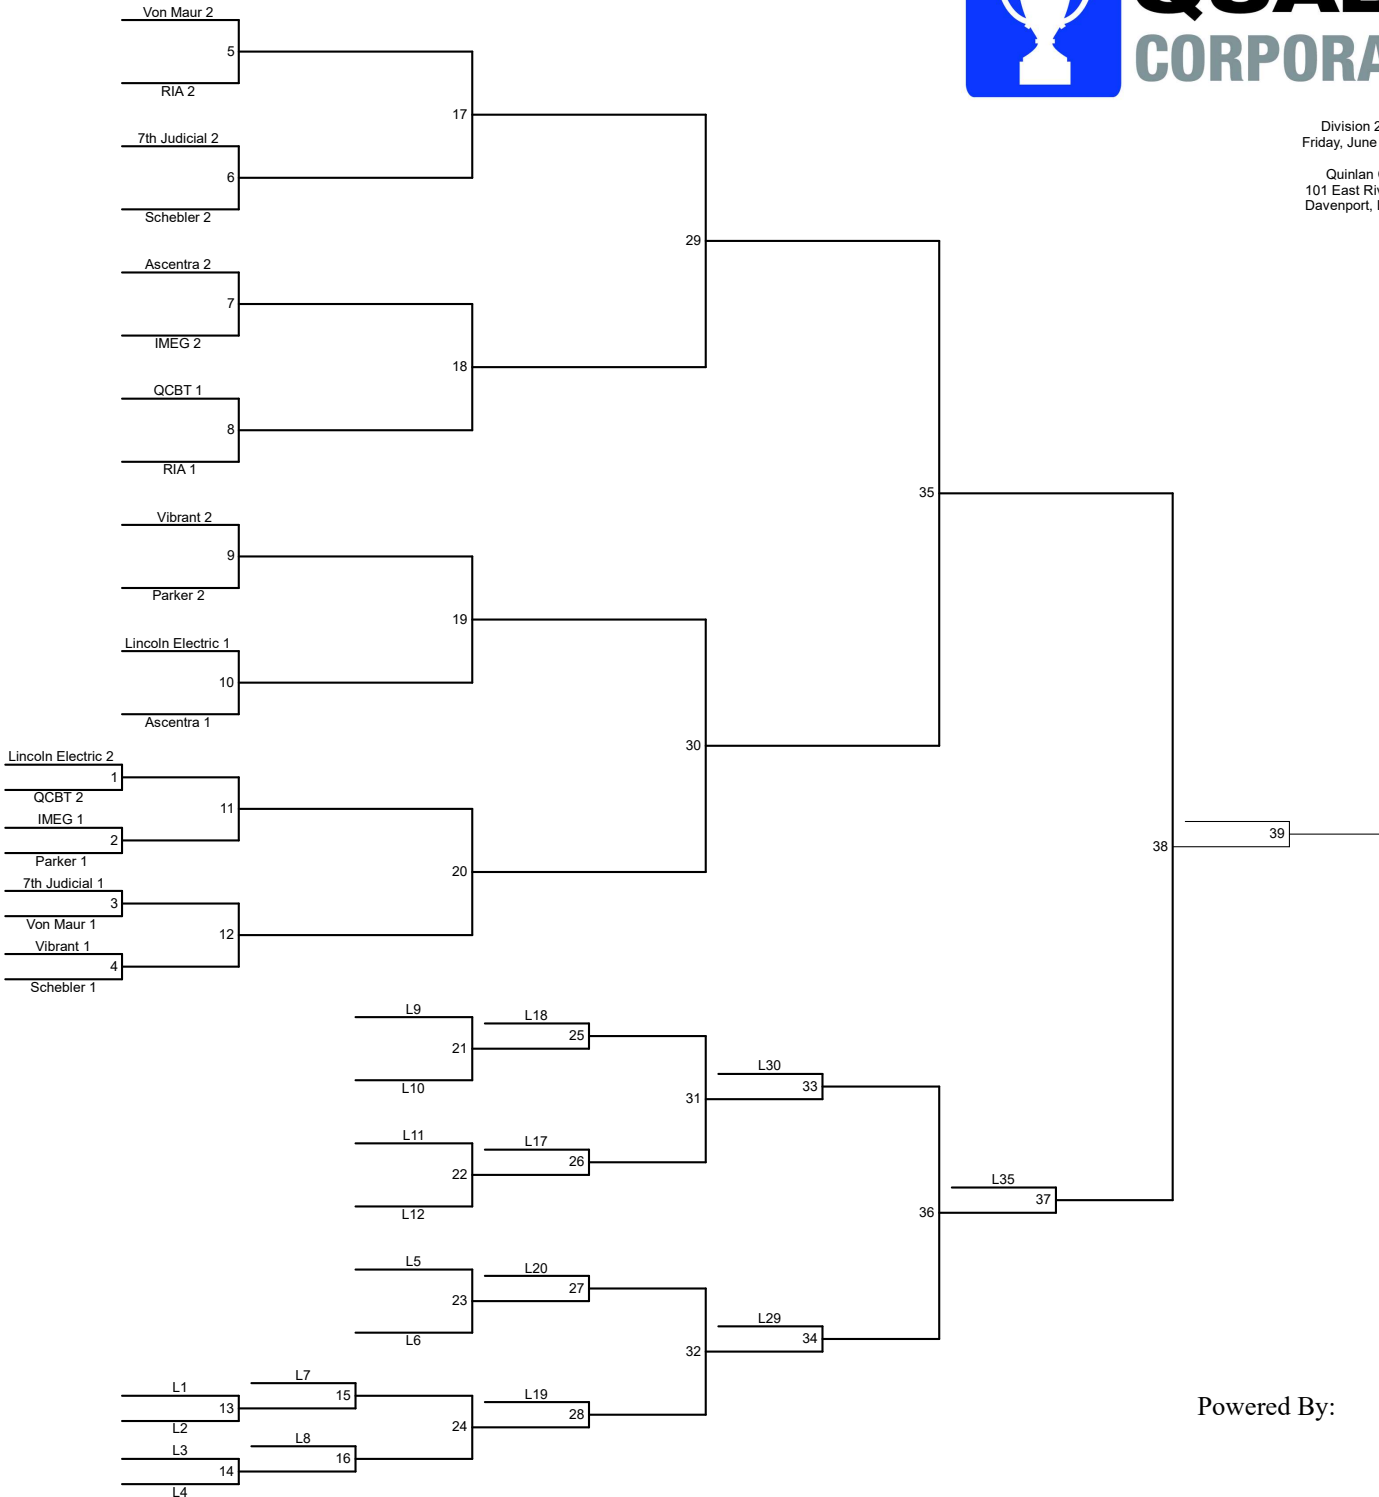 Von Maur 2
5
RIA 2
17
7th Judicial 2
6
Schebler 2
29
Ascentra 2
7
IMEG 2
18
QCBT 1
8
RIA 1
35
Vibrant 2
9
Parker 2
19
Lincoln Electric 1
10
Ascentra 1
30
Lincoln Electric 2
1
QCBT 2
11
IMEG 1
2
Parker 1
20
7th Judicial 1
3
Von Maur 1
12
Vibrant 1
4
Schebler 1
38
39
CORPORA
Division 2
Friday, June
Quinlan
101 East Riv
Davenport,
L9
21
L10
L18
25
31
L30
33
L11
22
L12
L17
26
36
L35
37
L5
23
L6
L20
27
32
L29
34
L1
13
L2
L7
15
24
L19
28
L3
14
L4
L8
16
Powered By: